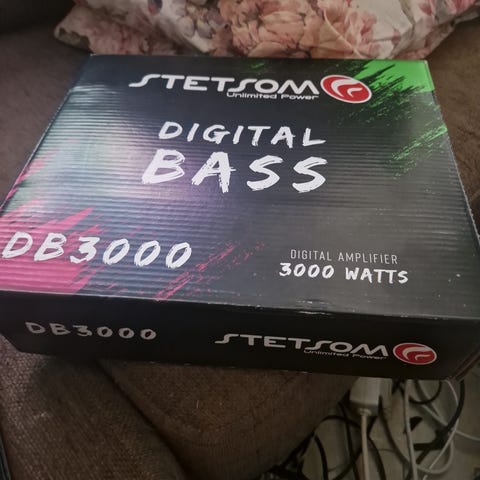 STETSOM
Unlimited Power
DIGITAL
BASS
DB3000
DIGITAL AMPLIFIER
3000 WATTS
DB3000
STETSOM
Unlimited Power